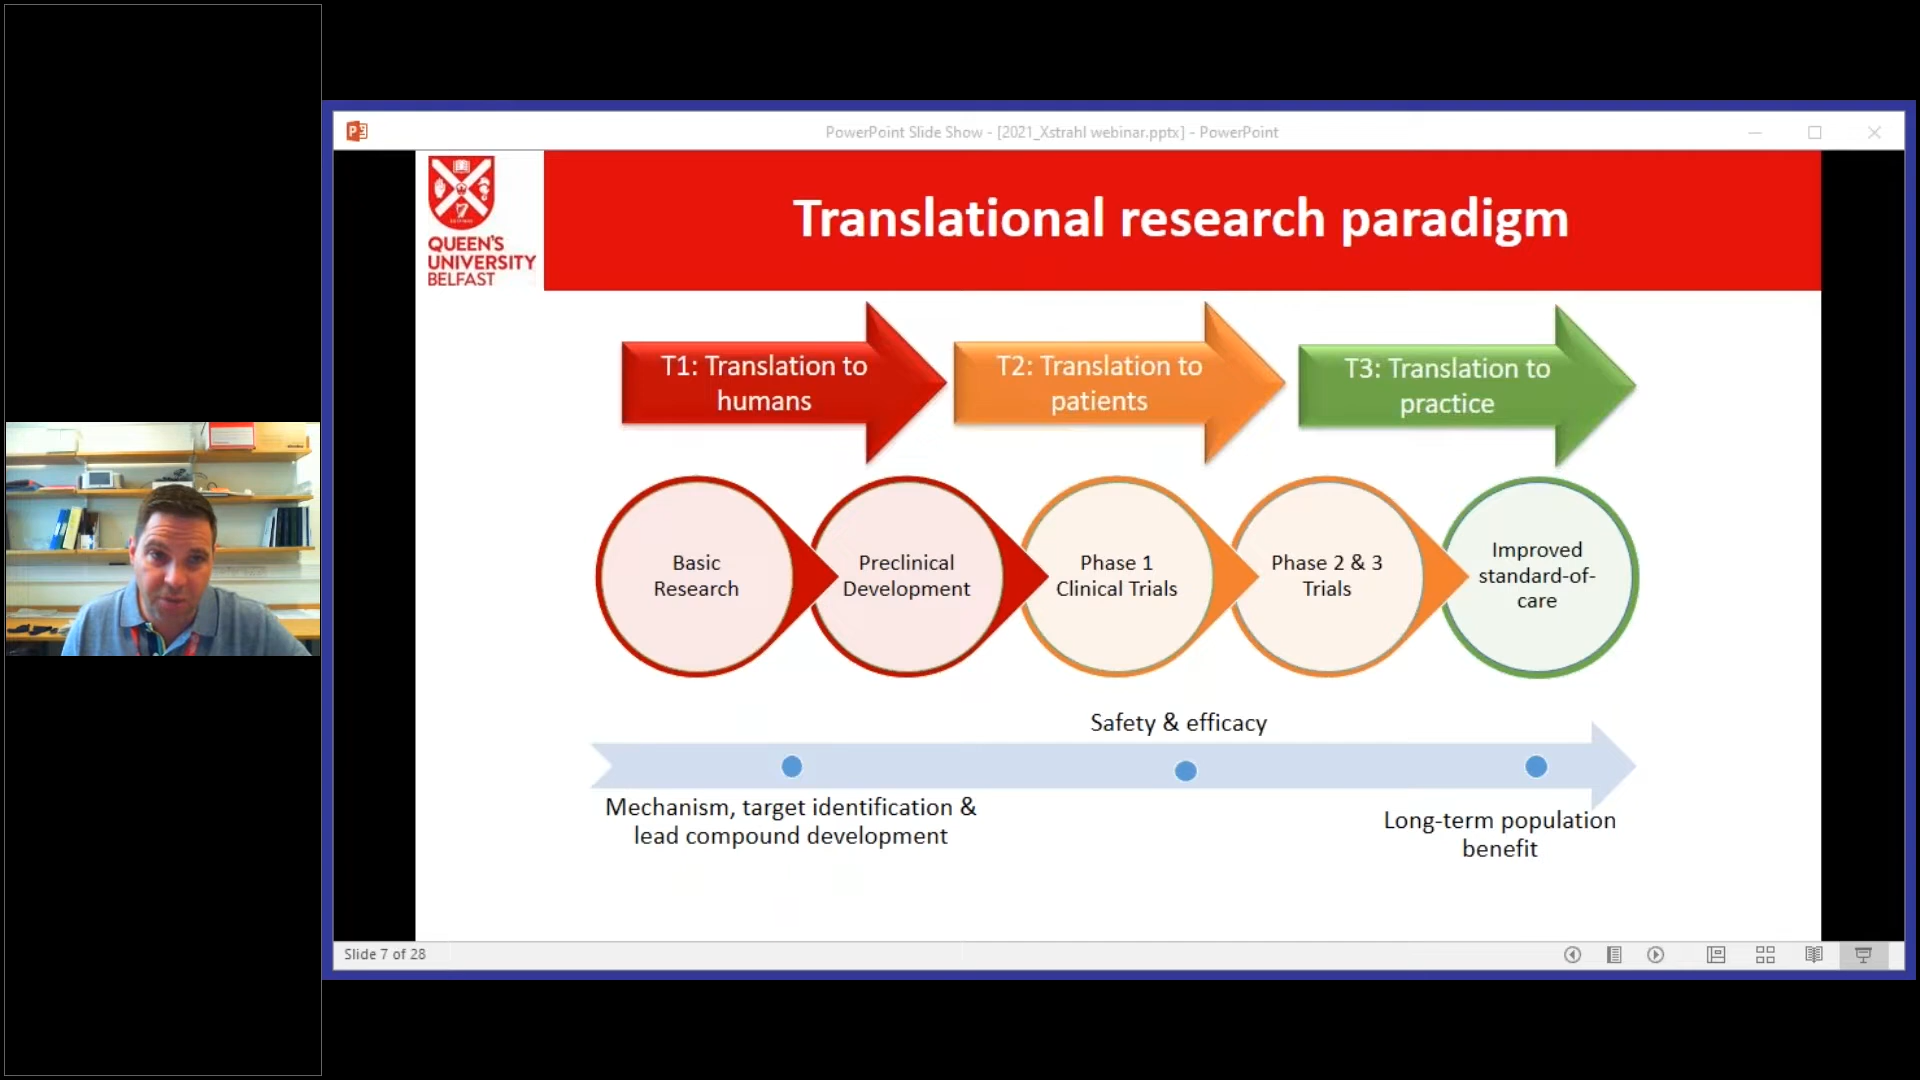 PowerPoint Slide Show - [2021_Xstrahl webinar.pptx] - PowerPoint
QUEEN'S
UNIVERSITY
BELFAST
Translational research paradigm
T1: Translation to
humans
T2: Translation to
patients
T3: Translation to
practice
Basic
Research
Preclinical
Development
Phase 1
Clinical Trials
Phase 2 & 3
Trials
Improved
standard-of-
care
Safety & efficacy
Mechanism, target identification &
lead compound development
Long-term population
benefit
Slide 7 of 28